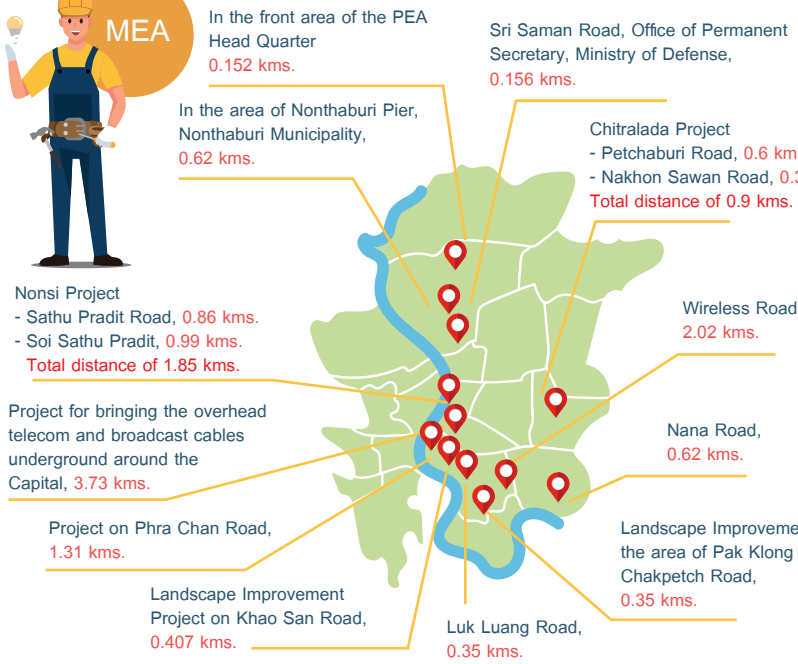 MEA
In the front area of the PEA
Head Quarter
0.152 kms.
Sri Saman Road, Office of Permanent
Secretary, Ministry of Defense,
0.156 kms.
In the area of Nonthaburi Pier,
Nonthaburi Municipality,
0.62 kms.
Chitralada Project
- Petchaburi Road, 0.6 km
- Nakhon Sawan Road, 0.3
Total distance of 0.9 kms.
Nonsi Project
- Sathu Pradit Road, 0.86 kms.
- Soi Sathu Pradit, 0.99 kms.
Total distance of 1.85 kms.
Wireless Road
2.02 kms.
Project for bringing the overhead
telecom and broadcast cables
underground around the
Capital, 3.73 kms.
Nana Road,
0.62 kms.
Project on Phra Chan Road,
1.31 kms.
Landscape Improveme
the area of Pak Klong
Chakpetch Road,
0.35 kms.
Landscape Improvement
Project on Khao San Road,
0.407 kms.
Luk Luang Road,
0.35 kms.